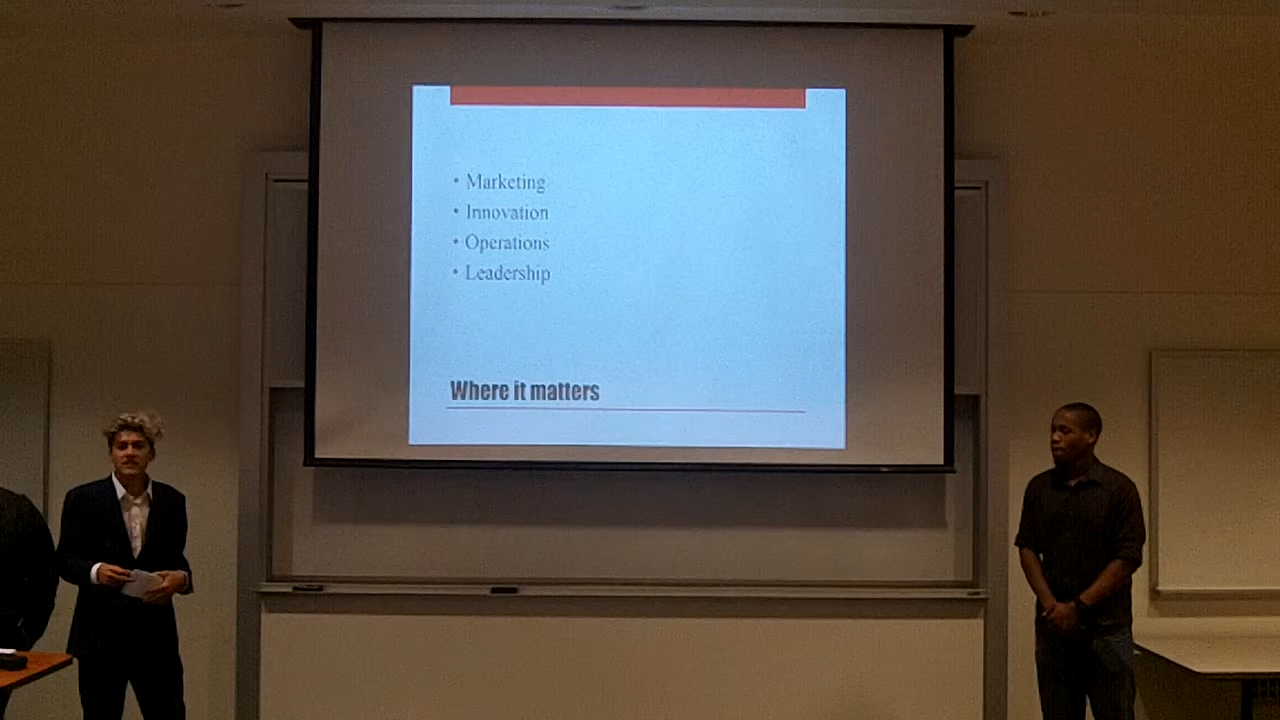 • Marketing
• Innovation
• Operations
• Leadership
Where it matters